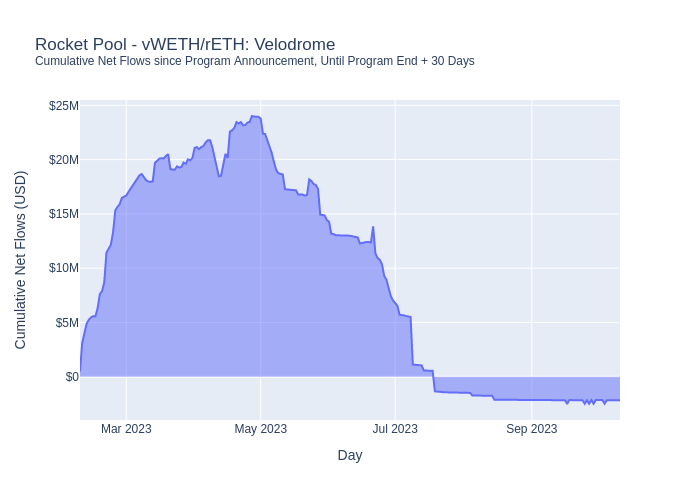 Rocket Pool - vWETH/rETH: Velodrome
Cumulative Net Flows since Program Announcement, Until Program End + 30 Days
Cumulative Net Flows (USD)
$25M
$20M
$15M
$10M
$5M
$0
Mar 2023
May 2023
Jul 2023
Sep 2023
Day